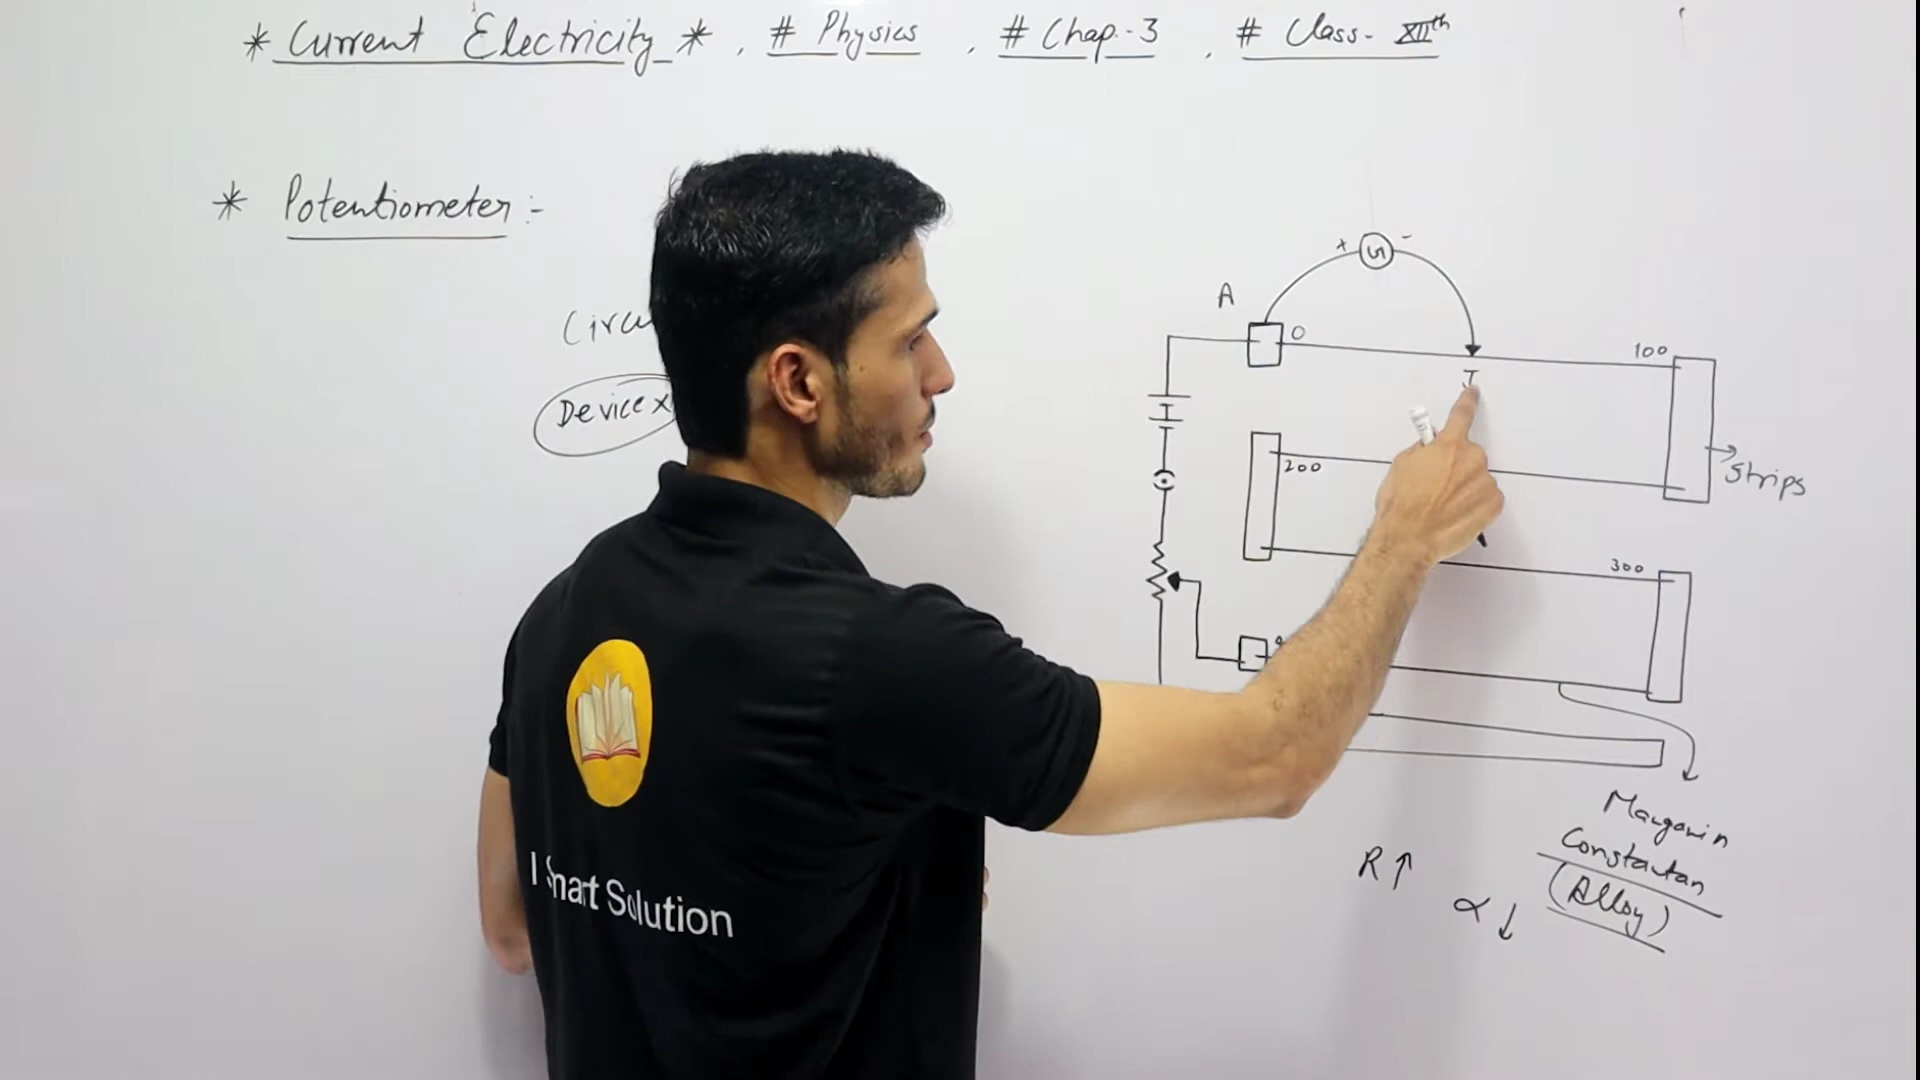 * Current Electricity * , # Physics , # Chap.-3 , # Class- XIIth
* Potentiometer :-
Circu
Device x
+ G -
A
0
100
J
200
Strips
300
Manganin
Constantan
(Alloy)
R↑
α↓
I Smart Solution